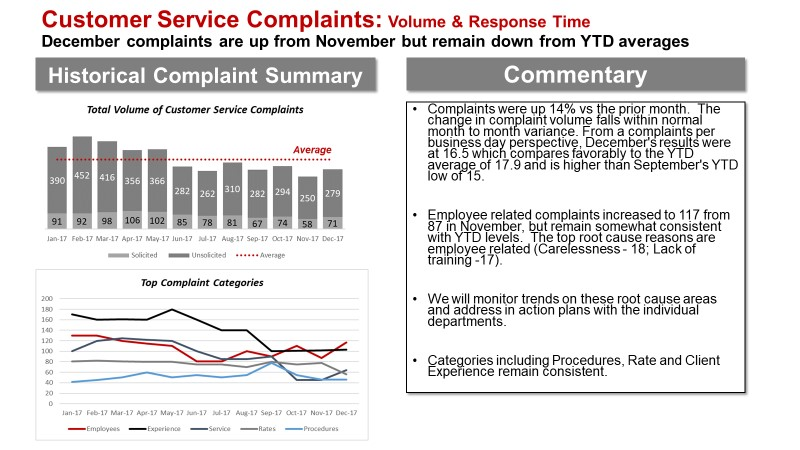 Customer Service Complaints: Volume & Response Time
December complaints are up from November but remain down from YTD averages
Historical Complaint Summary
Total Volume of Customer Service Complaints
Average
390 452 416 356 366 282 262 310 282 294 250 279
91 92 98 106 102 85 78 81 67 74 58 71
Jan-17 Feb-17 Mar-17 Apr-17 May-17 Jun-17 Jul-17 Aug-17 Sep-17 Oct-17 Nov-17 Dec-17
Solicited Unsolicited Average
Top Complaint Categories
200
180
160
140
120
100
80
60
40
20
0
Jan-17 Feb-17 Mar-17 Apr-17 May-17 Jun-17 Jul-17 Aug-17 Sep-17 Oct-17 Nov-17 Dec-17
Employees Experience Service Rates Procedures
Commentary
• Complaints were up 14% vs the prior month. The
change in complaint volume falls within normal
month to month variance. From a complaints per
business day perspective, December's results were
at 16.5 which compares favorably to the YTD
average of 17.9 and is higher than September's YTD
low of 15.
• Employee related complaints increased to 117 from
87 in November, but remain somewhat consistent
with YTD levels. The top root cause reasons are
employee related (Carelessness - 18; Lack of
training -17).
• We will monitor trends on these root cause areas
and address in action plans with the individual
departments.
• Categories including Procedures, Rate and Client
Experience remain consistent.